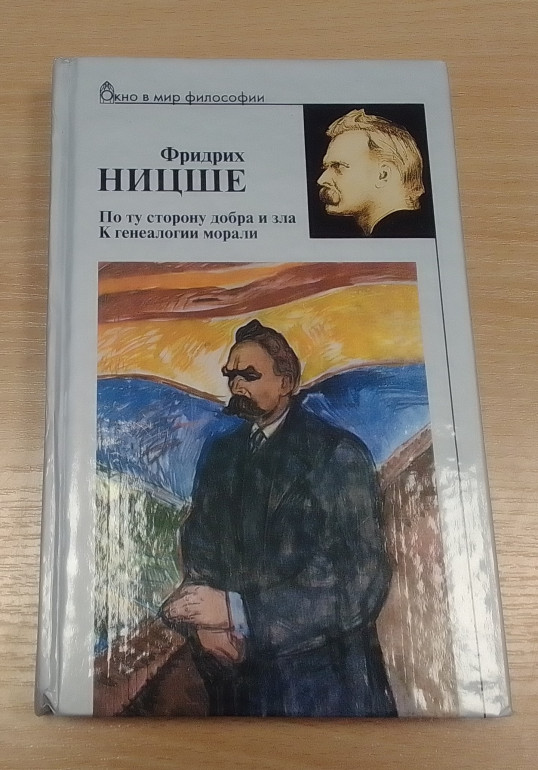 Окно в мир философии
Фридрих
НИЦШЕ
По ту сторону добра и зла
К генеалогии морали